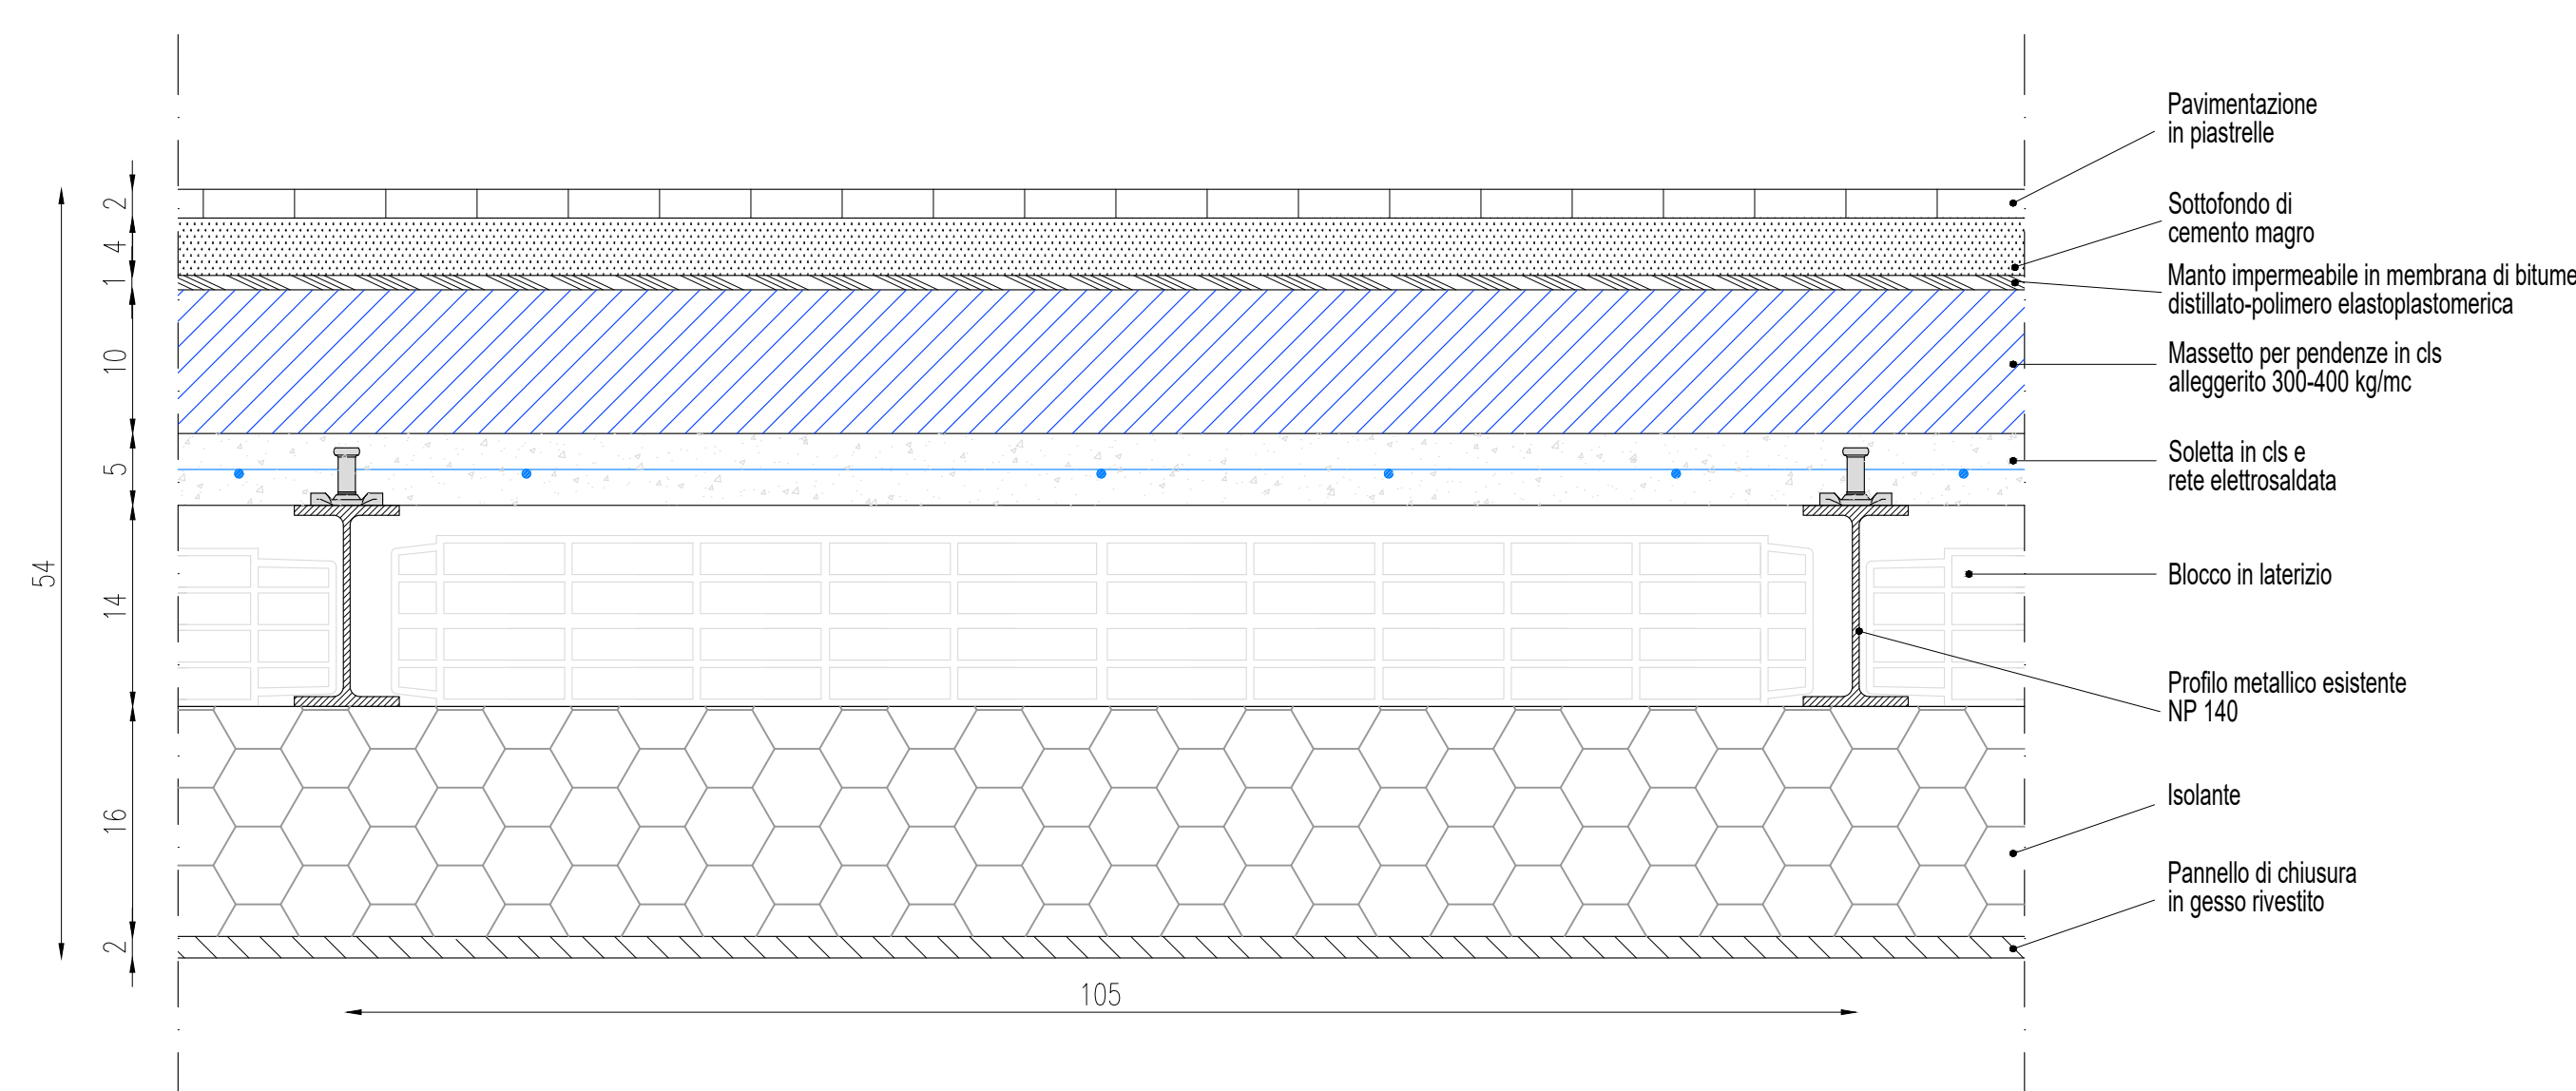 Pavimentazione
in piastrelle
Sottofondo di
cemento magro
Manto impermeabile in membrana di bitume
distillato-polimero elastoplastomerica
Massetto per pendenze in cls
alleggerito 300-400 kg/mc
Soletta in cls e
rete elettrosaldata
Blocco in laterizio
Profilo metallico esistente
NP 140
Isolante
Pannello di chiusura
in gesso rivestito
54
2
4
1
10
5
14
16
2
105